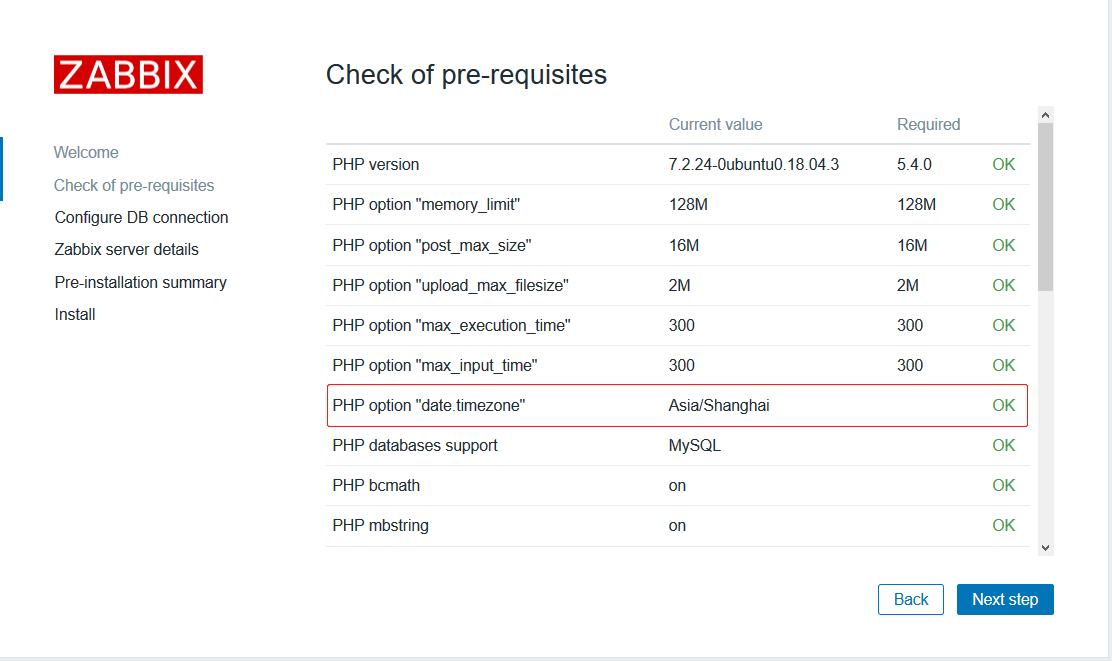 ZABBIX
Welcome
Check of pre-requisites
Configure DB connection
Zabbix server details
Pre-installation summary
Install
Check of pre-requisites
Current value Required
PHP version 7.2.24-0ubuntu0.18.04.3 5.4.0 OK
PHP option "memory_limit" 128M 128M OK
PHP option "post_max_size" 16M 16M OK
PHP option "upload_max_filesize" 2M 2M OK
PHP option "max_execution_time" 300 300 OK
PHP option "max_input_time" 300 300 OK
PHP option "date.timezone" Asia/Shanghai OK
PHP databases support MySQL OK
PHP bcmath on OK
PHP mbstring on OK
Back Next step